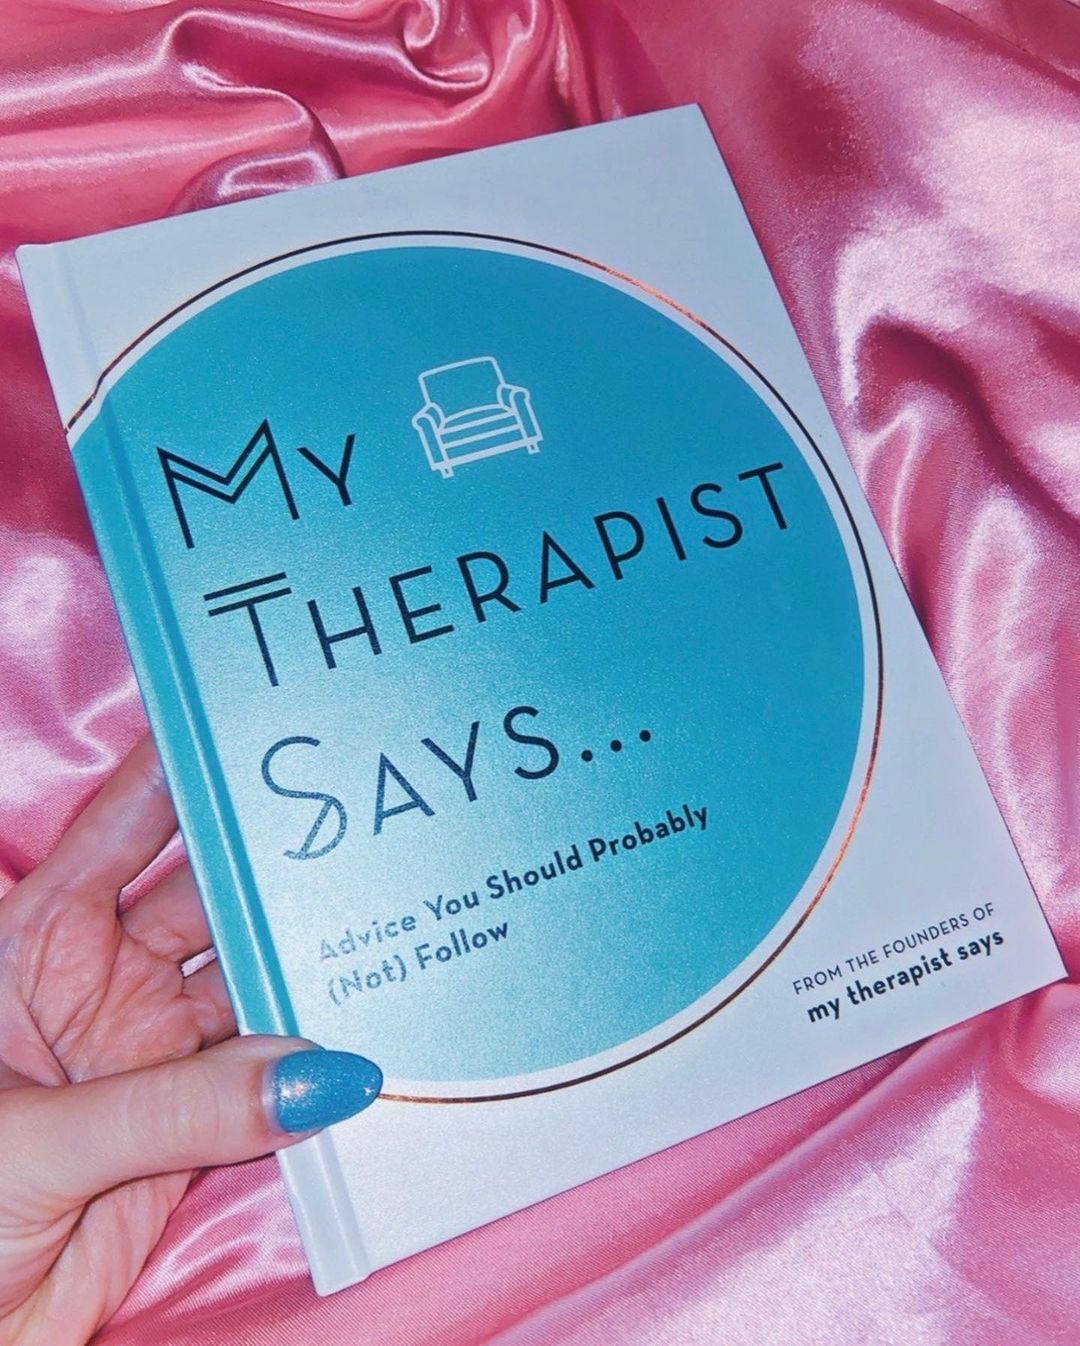 MY
THERAPIST
SAYS...
Advice You Should Probably
(Not) Follow
FROM THE FOUNDERS OF
my therapist says